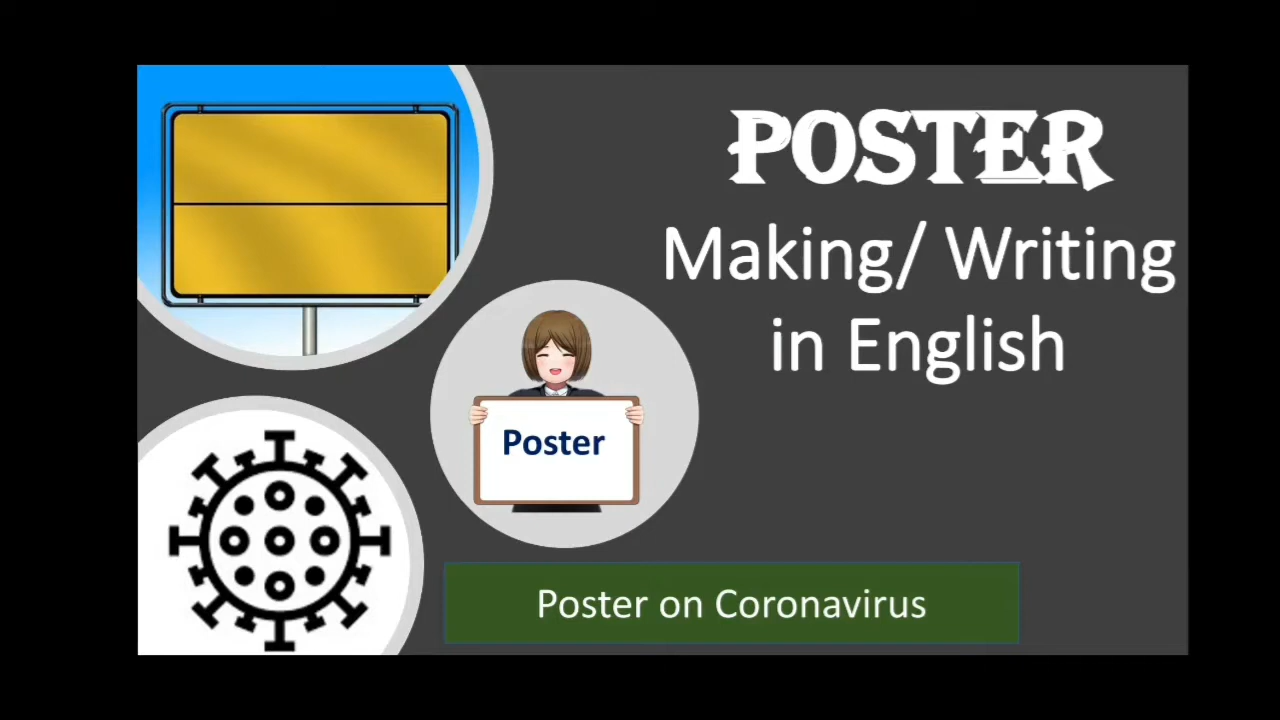 POSTER
Making/ Writing
in English
Poster
Poster on Coronavirus